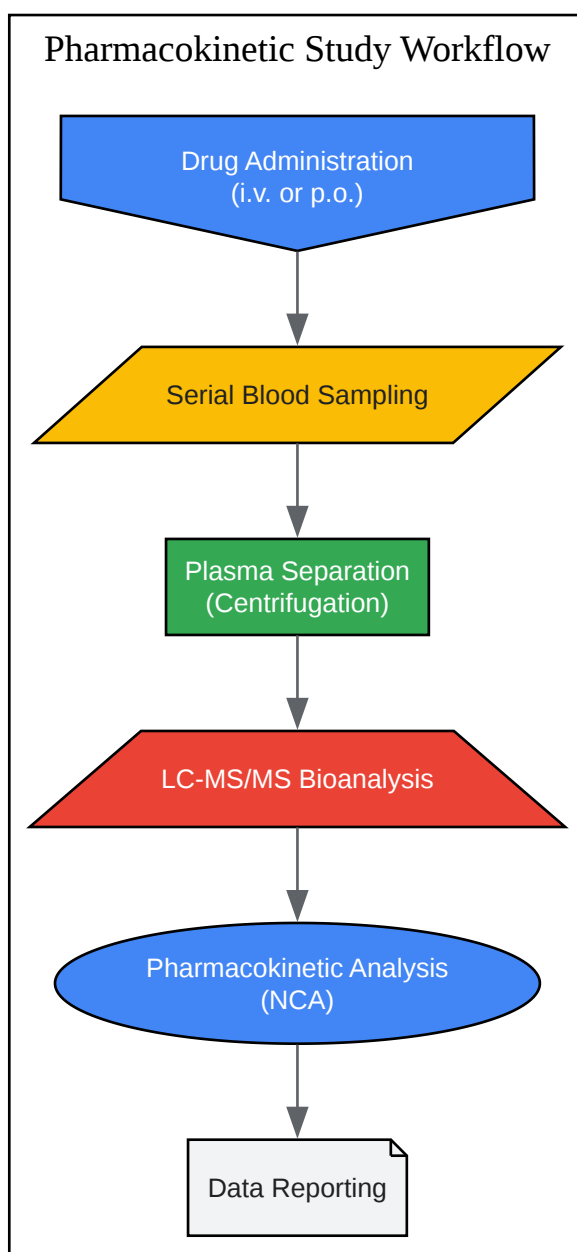 Pharmacokinetic Study Workflow
Drug Administration
(i.v. or p.o.)
Serial Blood Sampling
Plasma Separation
(Centrifugation)
LC-MS/MS Bioanalysis
Pharmacokinetic Analysis
(NCA)
Data Reporting